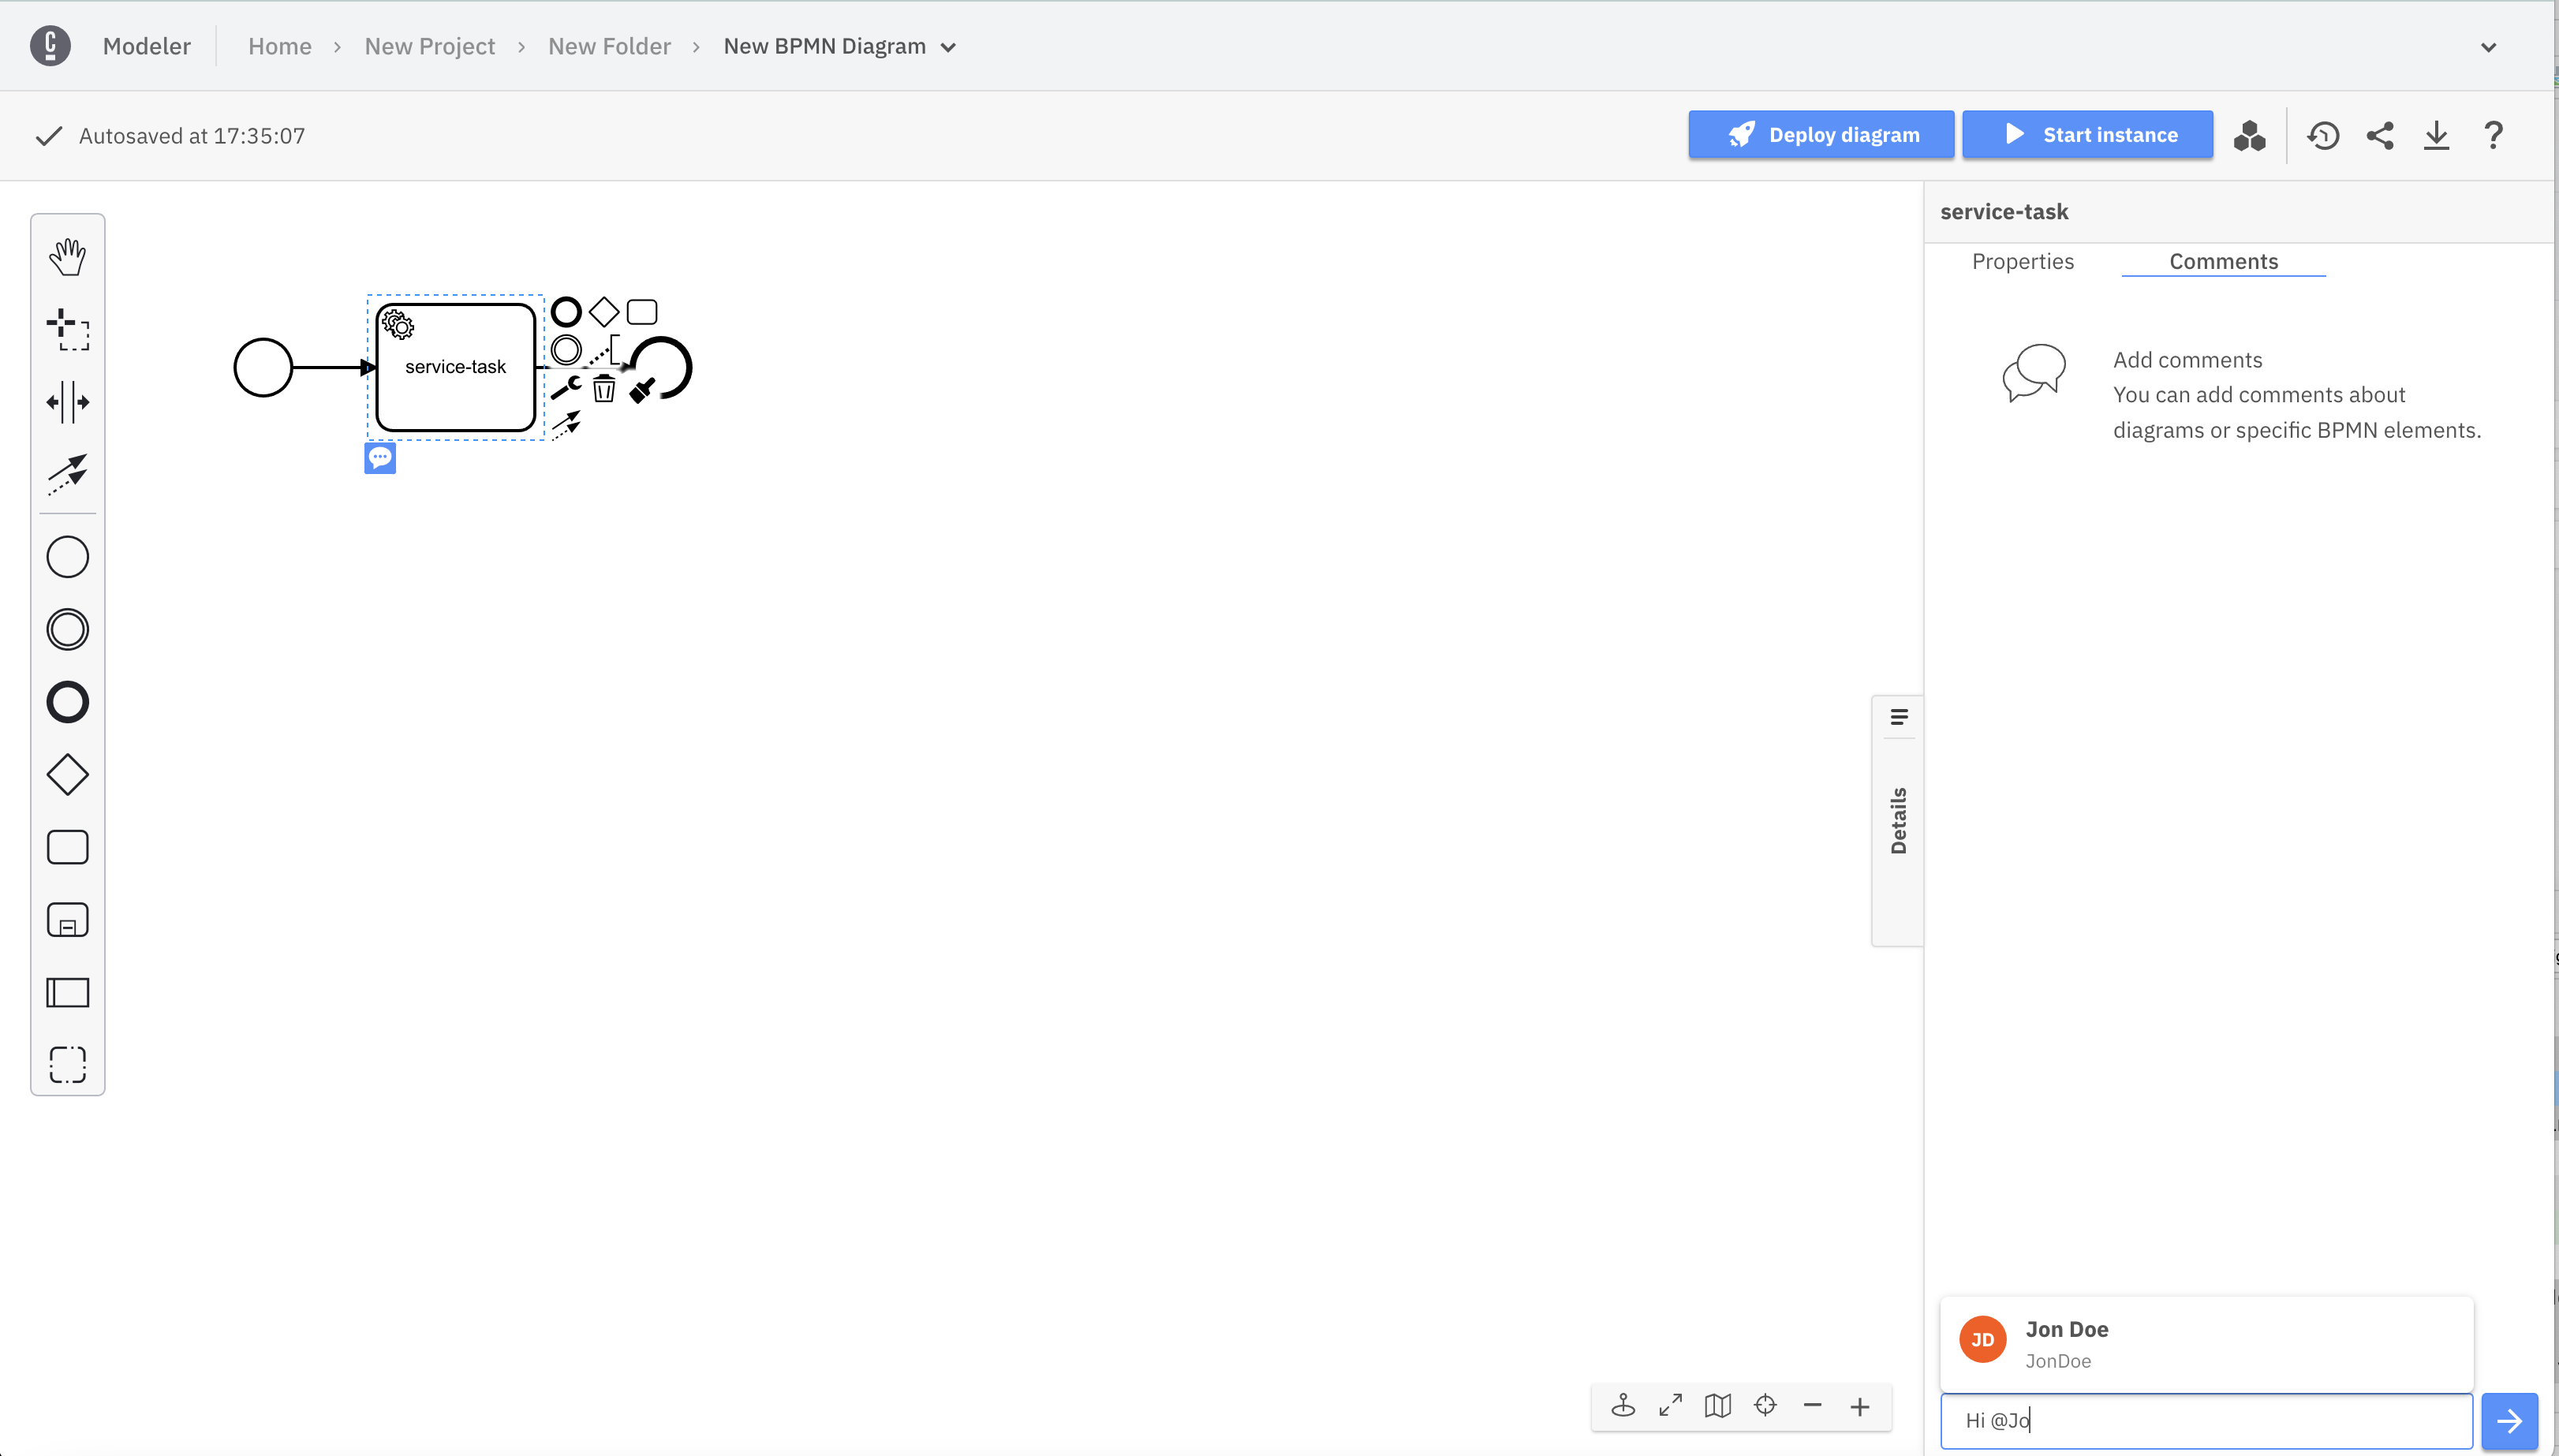 Modeler
Home > New Project > New Folder > New BPMN Diagram
Autosaved at 17:35:07
Deploy diagram
Start instance
?
service-task
Properties
Comments
service-task
Add comments
You can add comments about
diagrams or specific BPMN elements.
Details
JD
Jon Doe
JonDoe
Hi @Jo